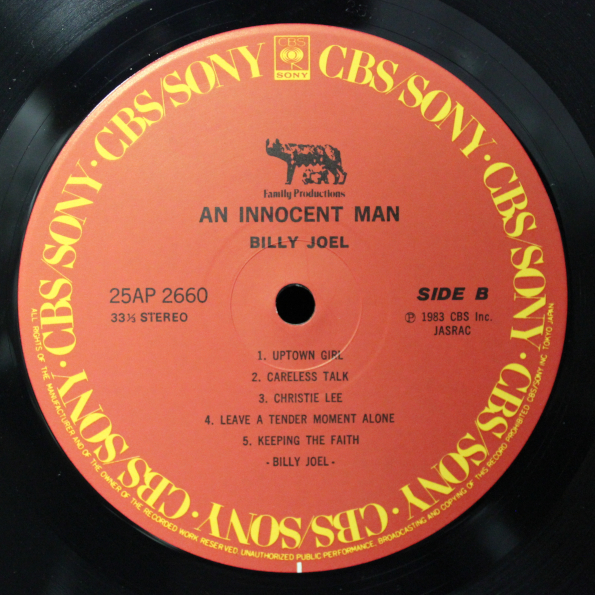 CBS
SONY
CBS/SONY · CBS/SONY · CBS/SONY · CBS/SONY · CBS/SONY · CBS/SONY · CBS/SONY · CBS/SONY
Family Productions
AN INNOCENT MAN
BILLY JOEL
25AP 2660
33⅓ STEREO
SIDE B
℗ 1983 CBS Inc.
JASRAC
1. UPTOWN GIRL
2. CARELESS TALK
3. CHRISTIE LEE
4. LEAVE A TENDER MOMENT ALONE
5. KEEPING THE FAITH
- BILLY JOEL -
ALL RIGHTS OF THE MANUFACTURER AND OF THE OWNER OF THE RECORDED WORK RESERVED. UNAUTHORIZED PUBLIC PERFORMANCE, BROADCASTING AND COPYING OF THIS RECORD PROHIBITED CBS/SONY INC. TOKYO JAPAN.